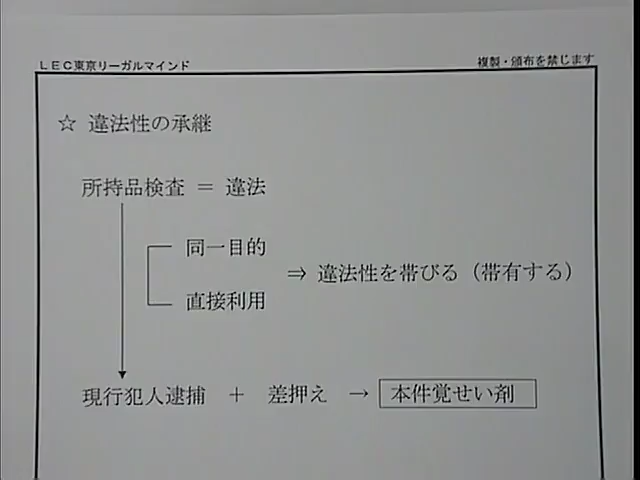 LEC東京リーガルマインド
複製・頒布を禁じます
☆ 違法性の承継
所持品検査 = 違法
同一目的
⇒ 違法性を帯びる（帯有する）
直接利用
現行犯人逮捕 + 差押え → 本件覚せい剤